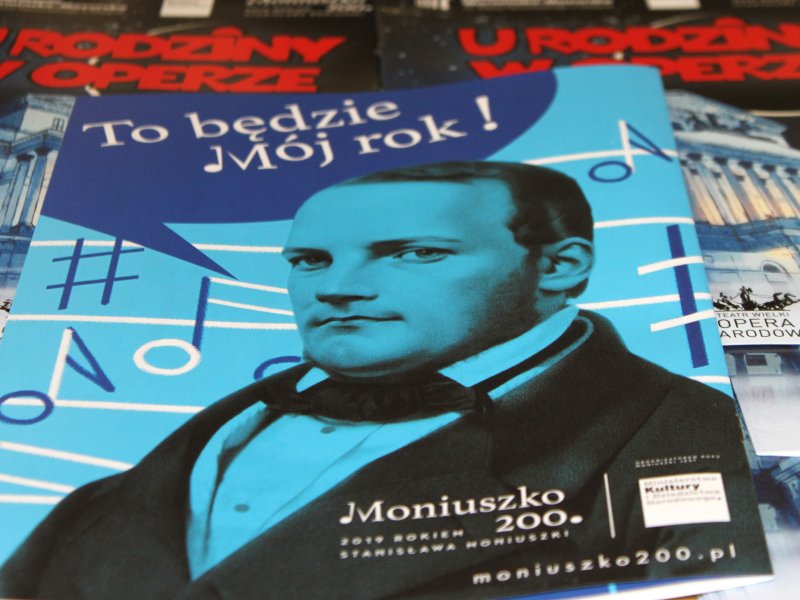 U RODZINY
W OPERZE
U RODZINY
W OPERZE
To będzie
Mój rok!
TEATR WIELKI
OPERA
NARODOWA
Moniuszko
200.
2019 ROKIEM
STANISŁAWA MONIUSZKI
Ministerstwo
Kultury
i Dziedzictwa
Narodowego.
moniuszko200.pl